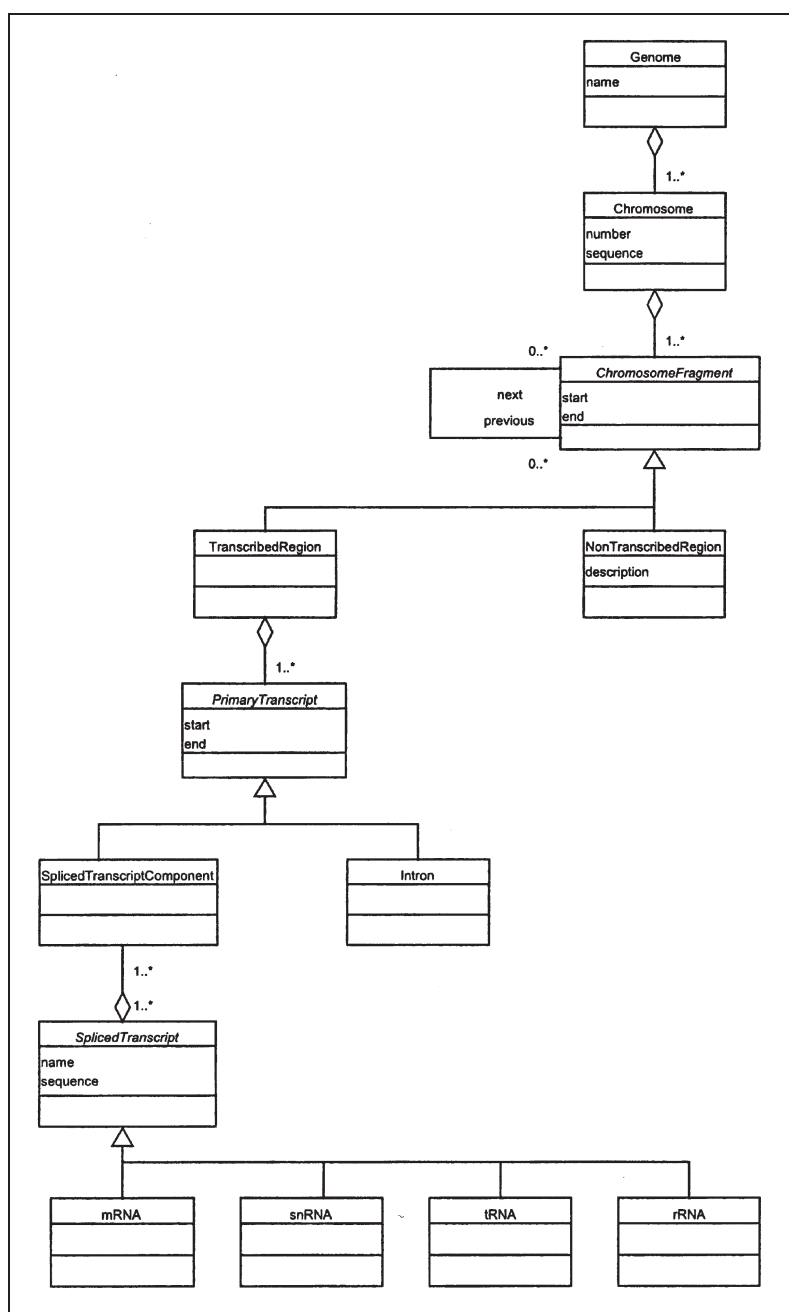 Genome
name
1..*
Chromosome
number
sequence
1..*
0..*
ChromosomeFragment
next
start
previous
end
0..*
TranscribedRegion
NonTranscribedRegion
description
1..*
PrimaryTranscript
start
end
SplicedTranscriptComponent
Intron
1..*
1..*
SplicedTranscript
name
sequence
mRNA
snRNA
tRNA
rRNA